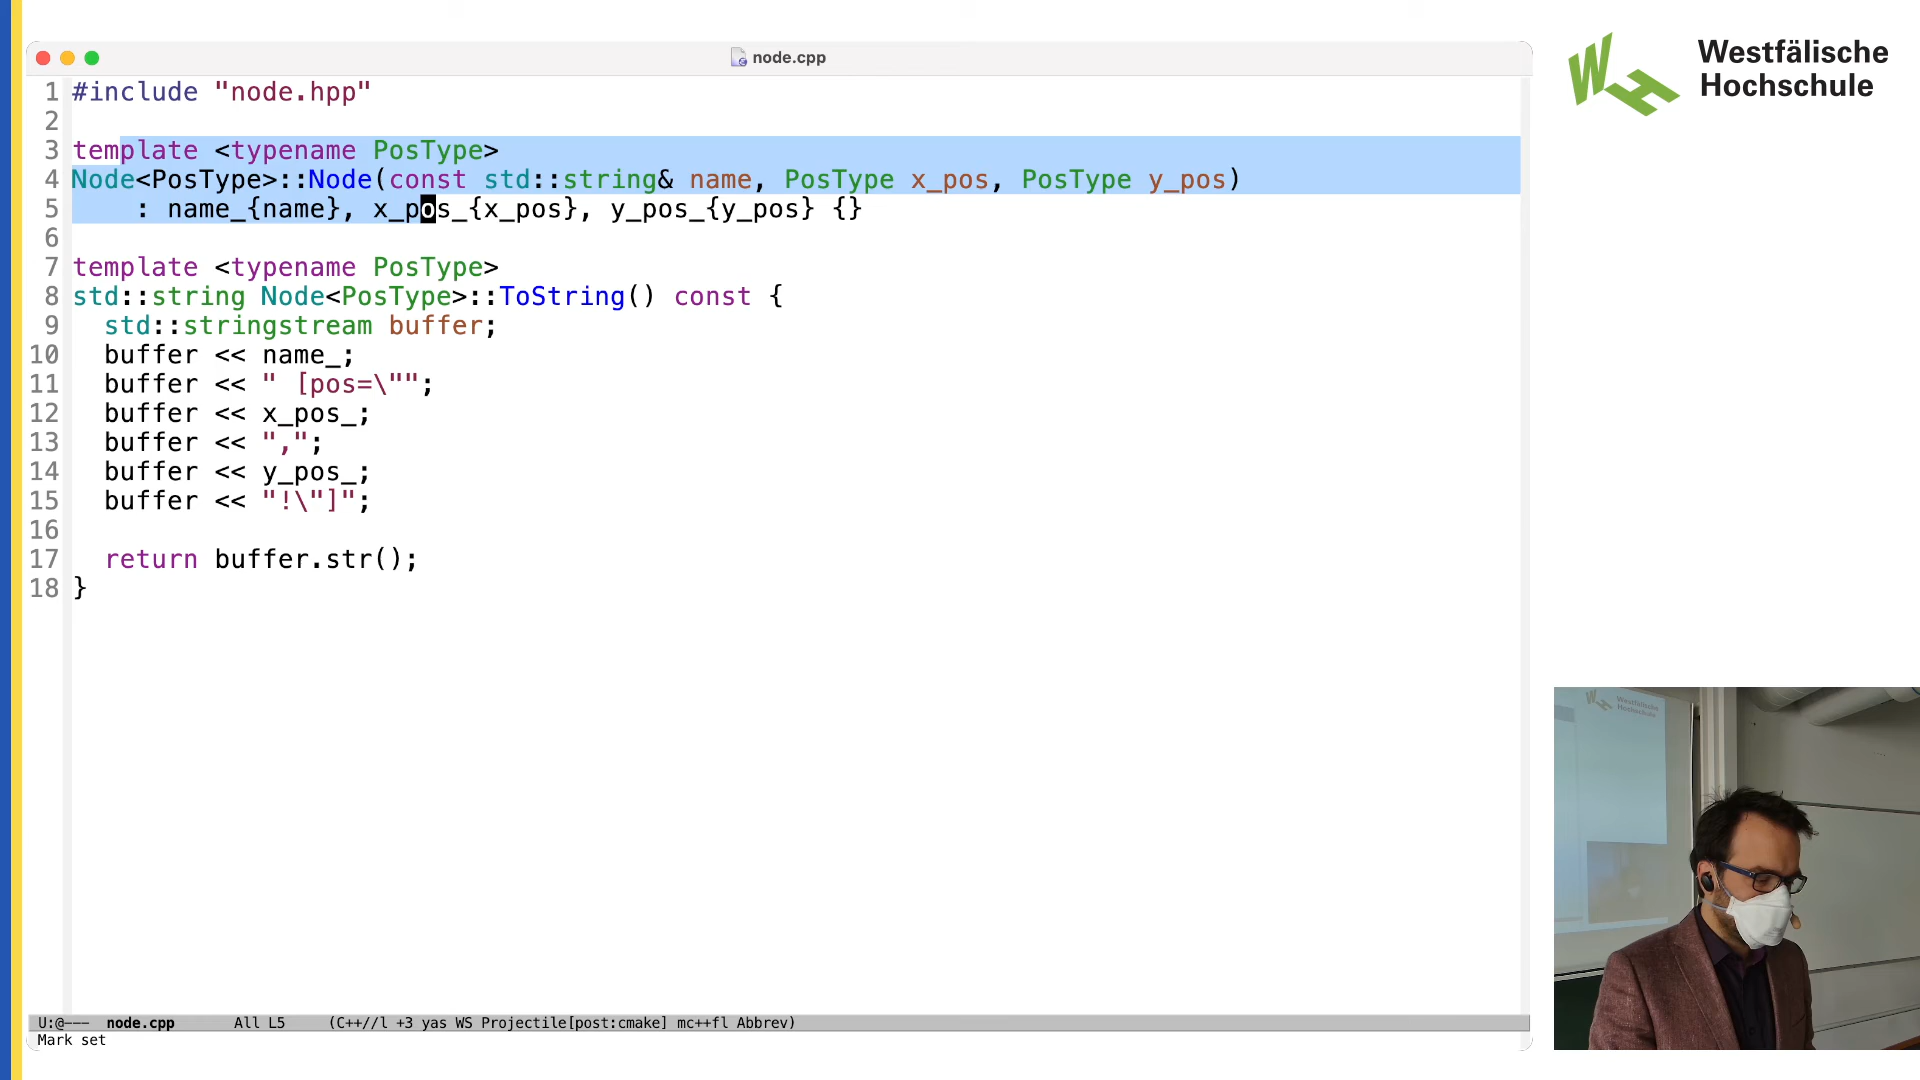 node.cpp
1 #include "node.hpp"
2
3 template <typename PosType>
4 Node<PosType>::Node(const std::string& name, PosType x_pos, PosType y_pos)
5     : name_{name}, x_pos_{x_pos}, y_pos_{y_pos} {}
6
7 template <typename PosType>
8 std::string Node<PosType>::ToString() const {
9   std::stringstream buffer;
10   buffer << name_;
11   buffer << " [pos=\"";
12   buffer << x_pos_;
13   buffer << ",";
14   buffer << y_pos_;
15   buffer << "!\"]";
16
17   return buffer.str();
18 }
U:@--- node.cpp All L5 (C++//l +3 yas WS Projectile[post:cmake] mc++fl Abbrev)
Mark set
Westfälische
Hochschule
Westfälische
Hochschule